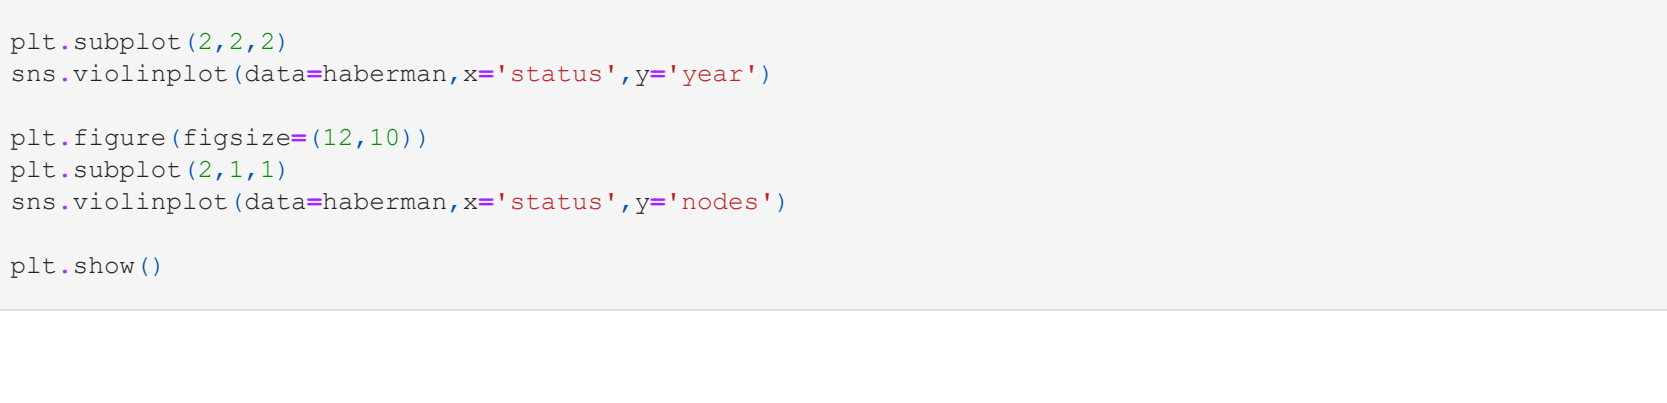 plt.subplot(2,2,2)
sns.violinplot(data=haberman,x='status',y='year')
plt.figure(figsize=(12,10))
plt.subplot(2,1,1)
sns.violinplot(data=haberman,x='status',y='nodes')
plt.show()